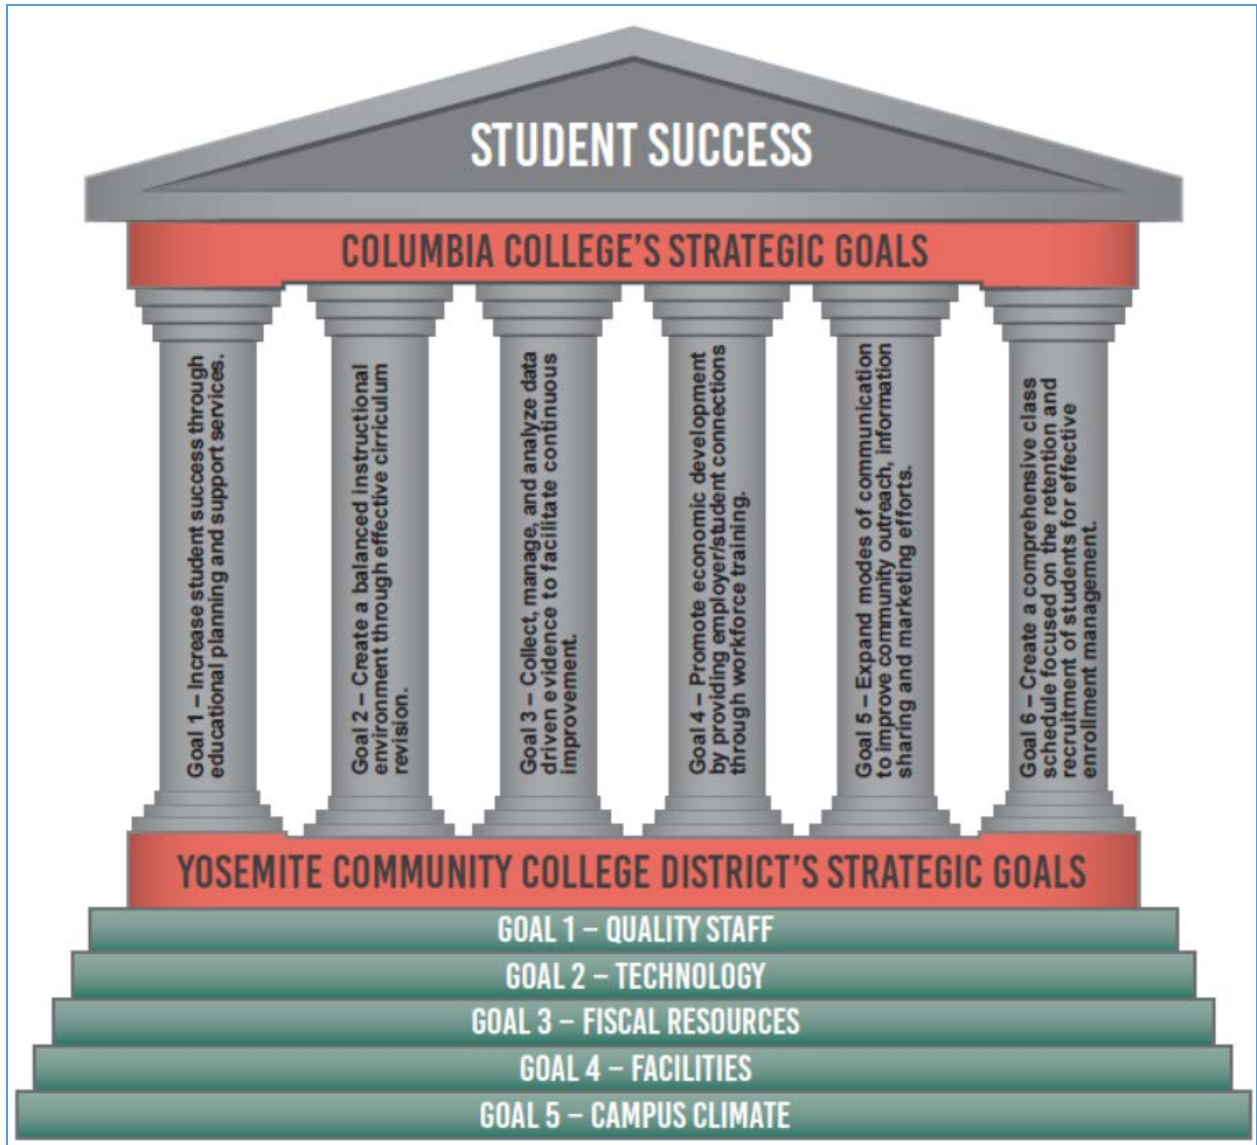 STUDENT SUCCESS
COLUMBIA COLLEGE'S STRATEGIC GOALS
Goal 1 – Increase student success through
educational planning and support services.
Goal 2 – Create a balanced instructional
environment through effective cirriculum
revision.
Goal 3 – Collect, manage, and analyze data
driven evidence to facilitate continuous
improvement.
Goal 4 – Promote economic development
by providing employer/student connections
through workforce training.
Goal 5 – Expand modes of communication
to improve community outreach, information
sharing and marketing efforts.
Goal 6 – Create a comprehensive class
schedule focused on the retention and
recruitment of students for effective
enrollment management.
YOSEMITE COMMUNITY COLLEGE DISTRICT'S STRATEGIC GOALS
GOAL 1 – QUALITY STAFF
GOAL 2 – TECHNOLOGY
GOAL 3 – FISCAL RESOURCES
GOAL 4 – FACILITIES
GOAL 5 – CAMPUS CLIMATE